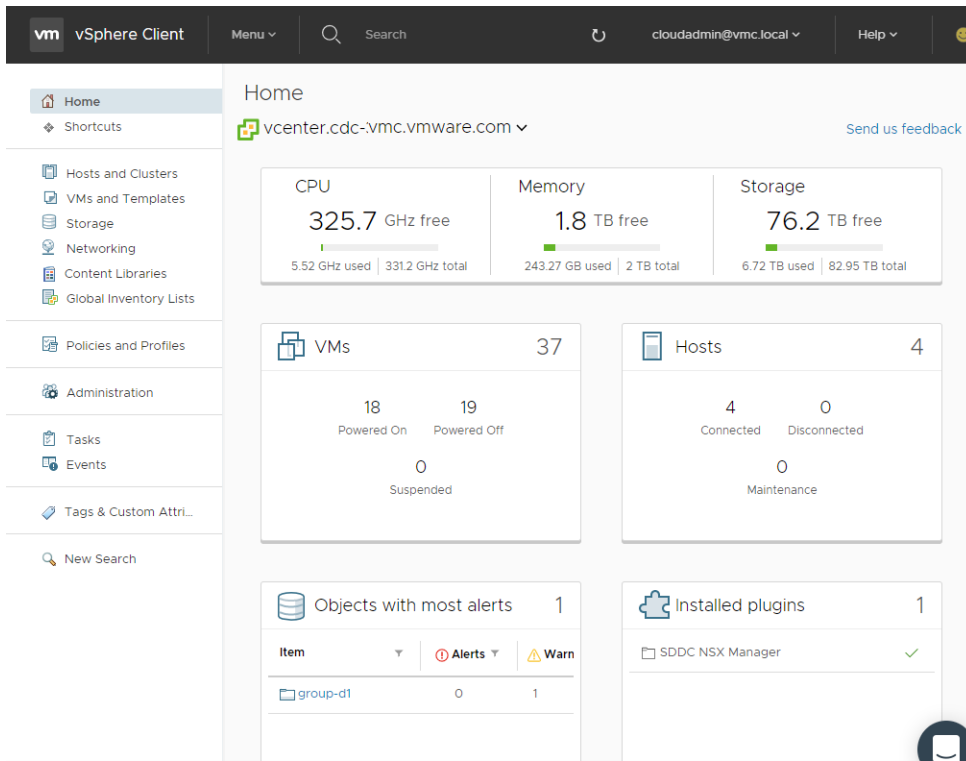 vm vSphere Client Menu Search cloudadmin@vmc.local Help
Home
Shortcuts
Hosts and Clusters
VMs and Templates
Storage
Networking
Content Libraries
Global Inventory Lists
Policies and Profiles
Administration
Tasks
Events
Tags & Custom Attri...
New Search
Home
vcenter.cdc-:vmc.vmware.com
Send us feedback
CPU Memory Storage
325.7 GHz free 1.8 TB free 76.2 TB free
5.52 GHz used 331.2 GHz total 243.27 GB used 2 TB total 6.72 TB used 82.95 TB total
VMs 37
18 19
Powered On Powered Off
0
Suspended
Hosts 4
4 0
Connected Disconnected
0
Maintenance
Objects with most alerts 1
Item Alerts Warn
group-d1 0 1
Installed plugins 1
SDDC NSX Manager